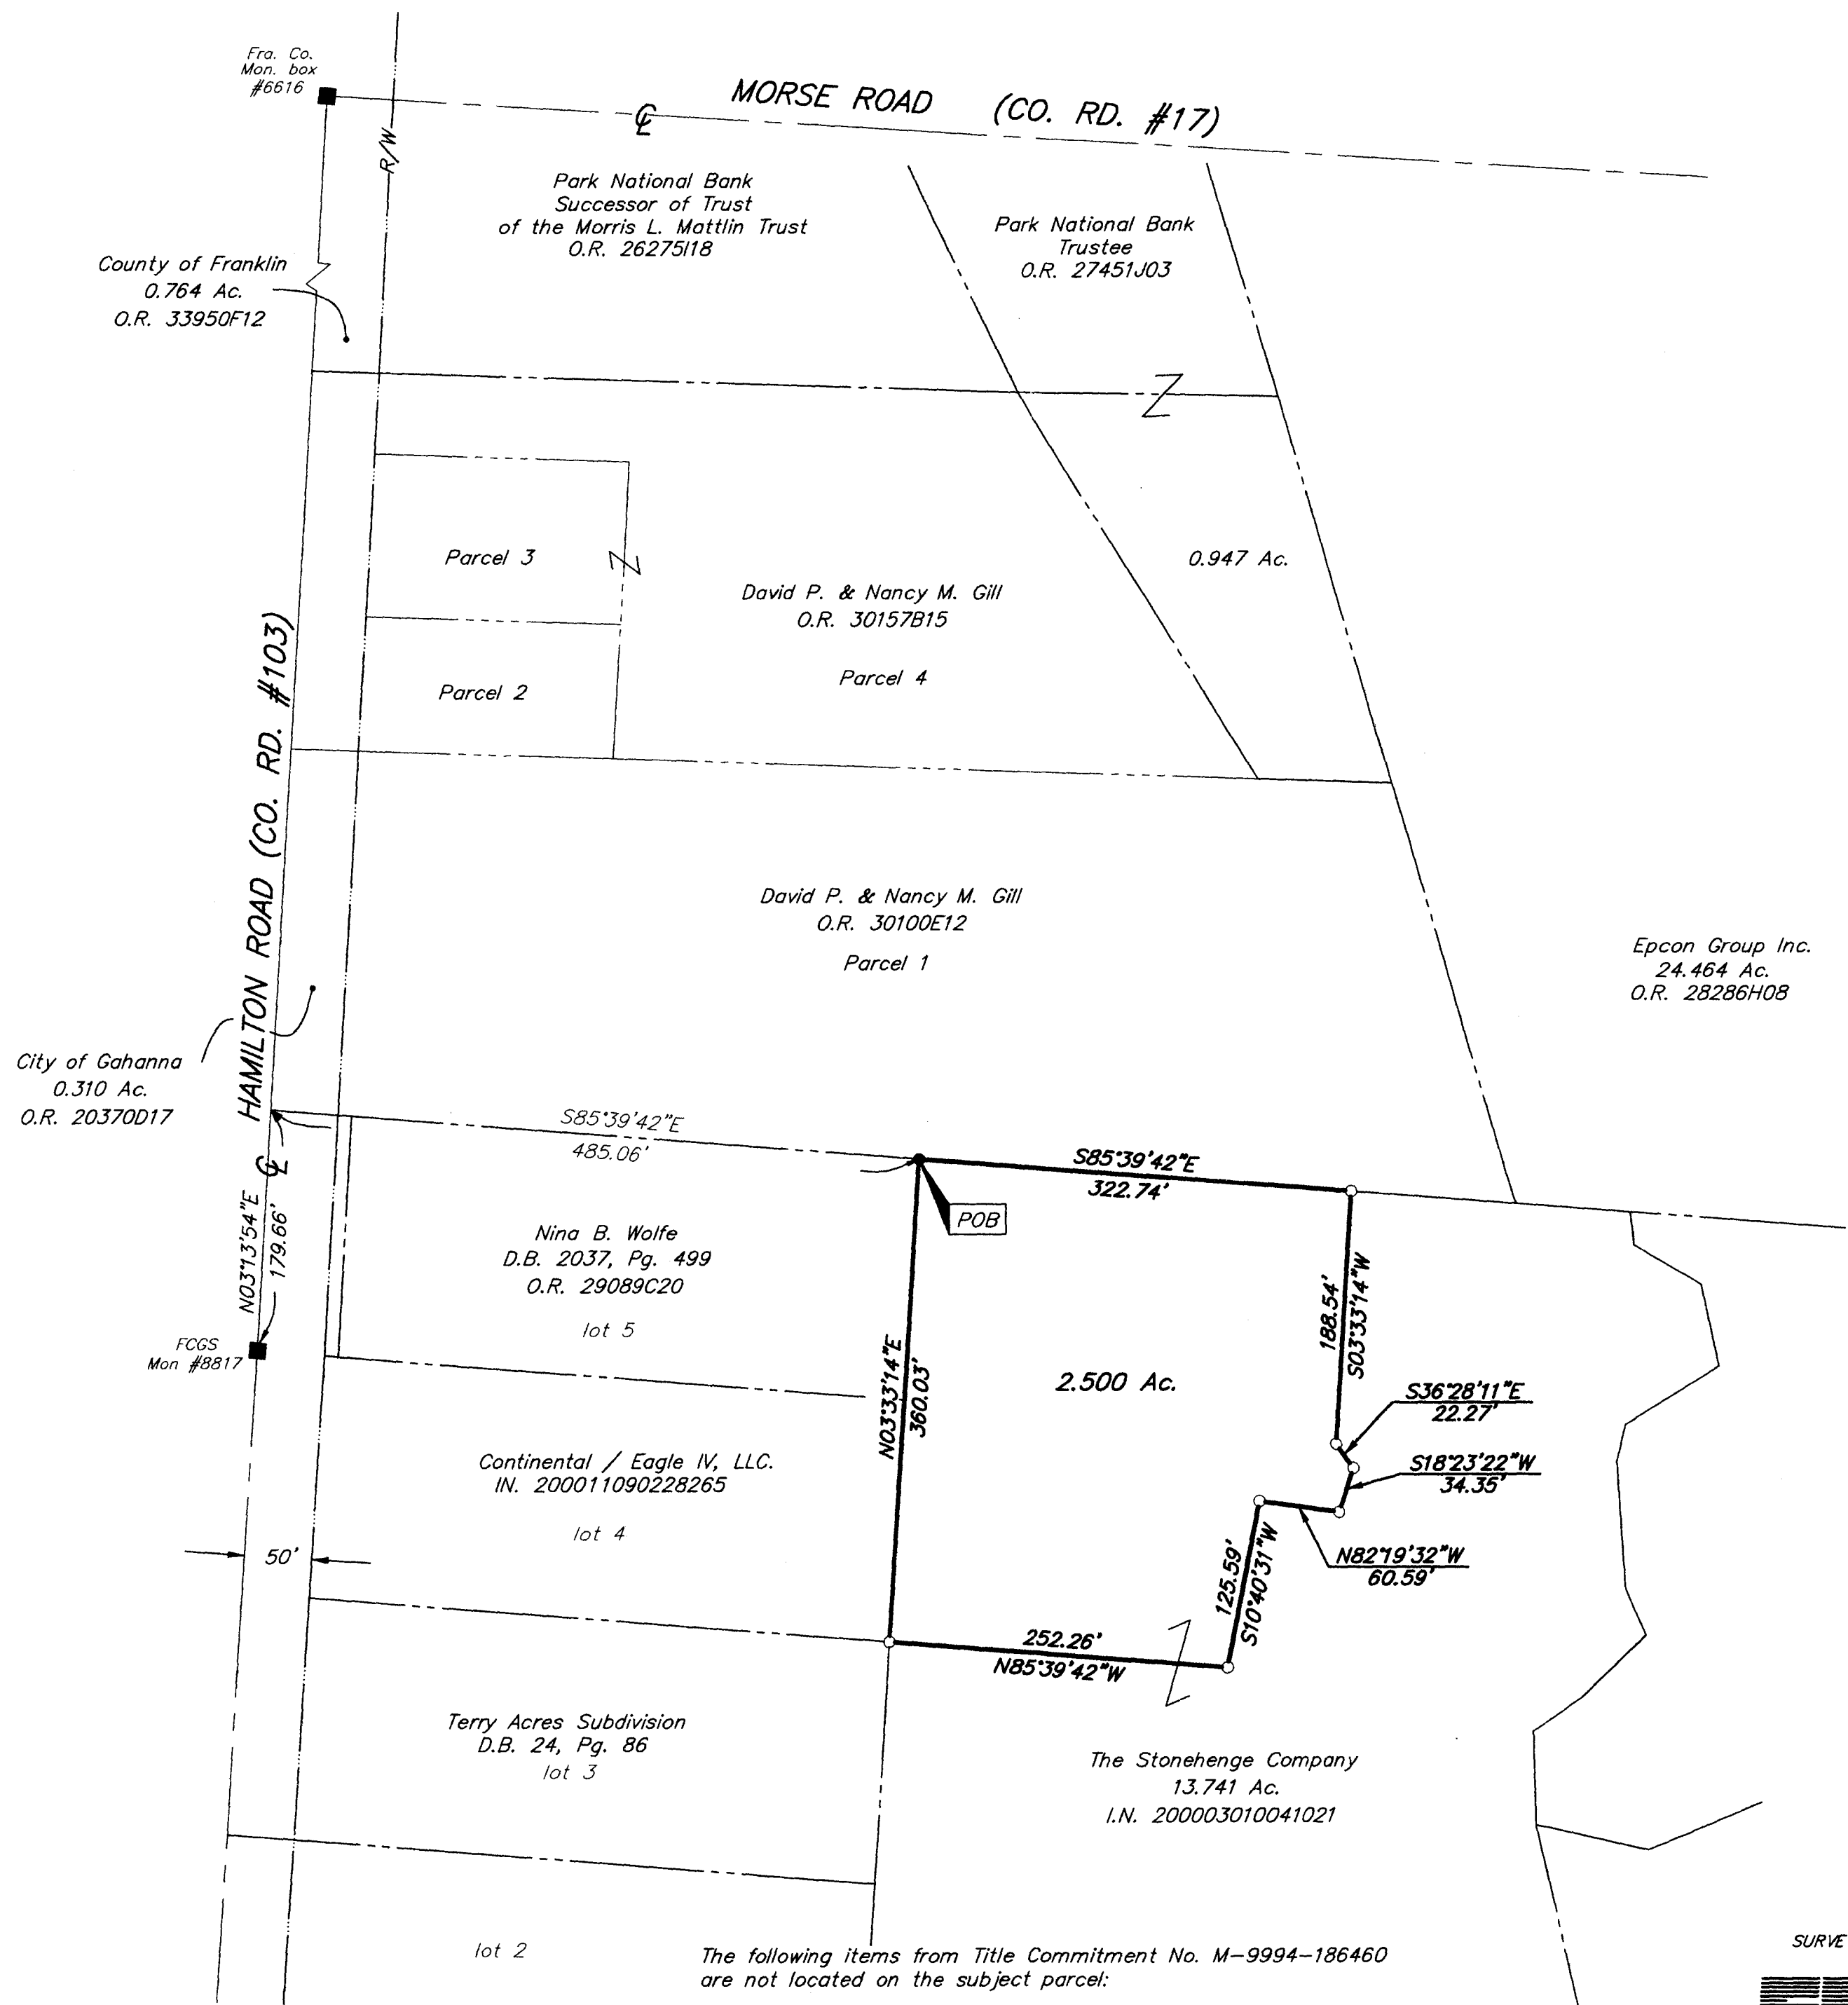 Fra. Co.
Mon. box
#6616
MORSE ROAD (CO. RD. #17)
R/W
Park National Bank
Successor of Trust
of the Morris L. Mattlin Trust
O.R. 26275I18
Park National Bank
Trustee
O.R. 27451J03
County of Franklin
0.764 Ac.
O.R. 33950F12
Parcel 3
0.947 Ac.
David P. & Nancy M. Gill
O.R. 30157B15
Parcel 4
Parcel 2
HAMILTON ROAD (CO. RD. #103)
David P. & Nancy M. Gill
O.R. 30100E12
Parcel 1
Epcon Group Inc.
24.464 Ac.
O.R. 28286H08
City of Gahanna
0.310 Ac.
O.R. 20370D17
S85°39'42"E
485.06'
S85°39'42"E
322.74'
POB
N03°13'54"E
179.66'
Nina B. Wolfe
D.B. 2037, Pg. 499
O.R. 29089C20
lot 5
FCGS
Mon #8817
188.54'
S03°33'14"W
N03°33'14"E
360.03'
2.500 Ac.
S36°28'11"E
22.27'
S18°23'22"W
34.35'
Continental / Eagle IV, LLC.
IN. 200011090228265
lot 4
50'
N82°19'32"W
60.59'
125.59'
S10°40'31"W
252.26'
N85°39'42"W
Terry Acres Subdivision
D.B. 24, Pg. 86
lot 3
The Stonehenge Company
13.741 Ac.
I.N. 200003010041021
lot 2
The following items from Title Commitment No. M-9994-186460
are not located on the subject parcel:
SURVE